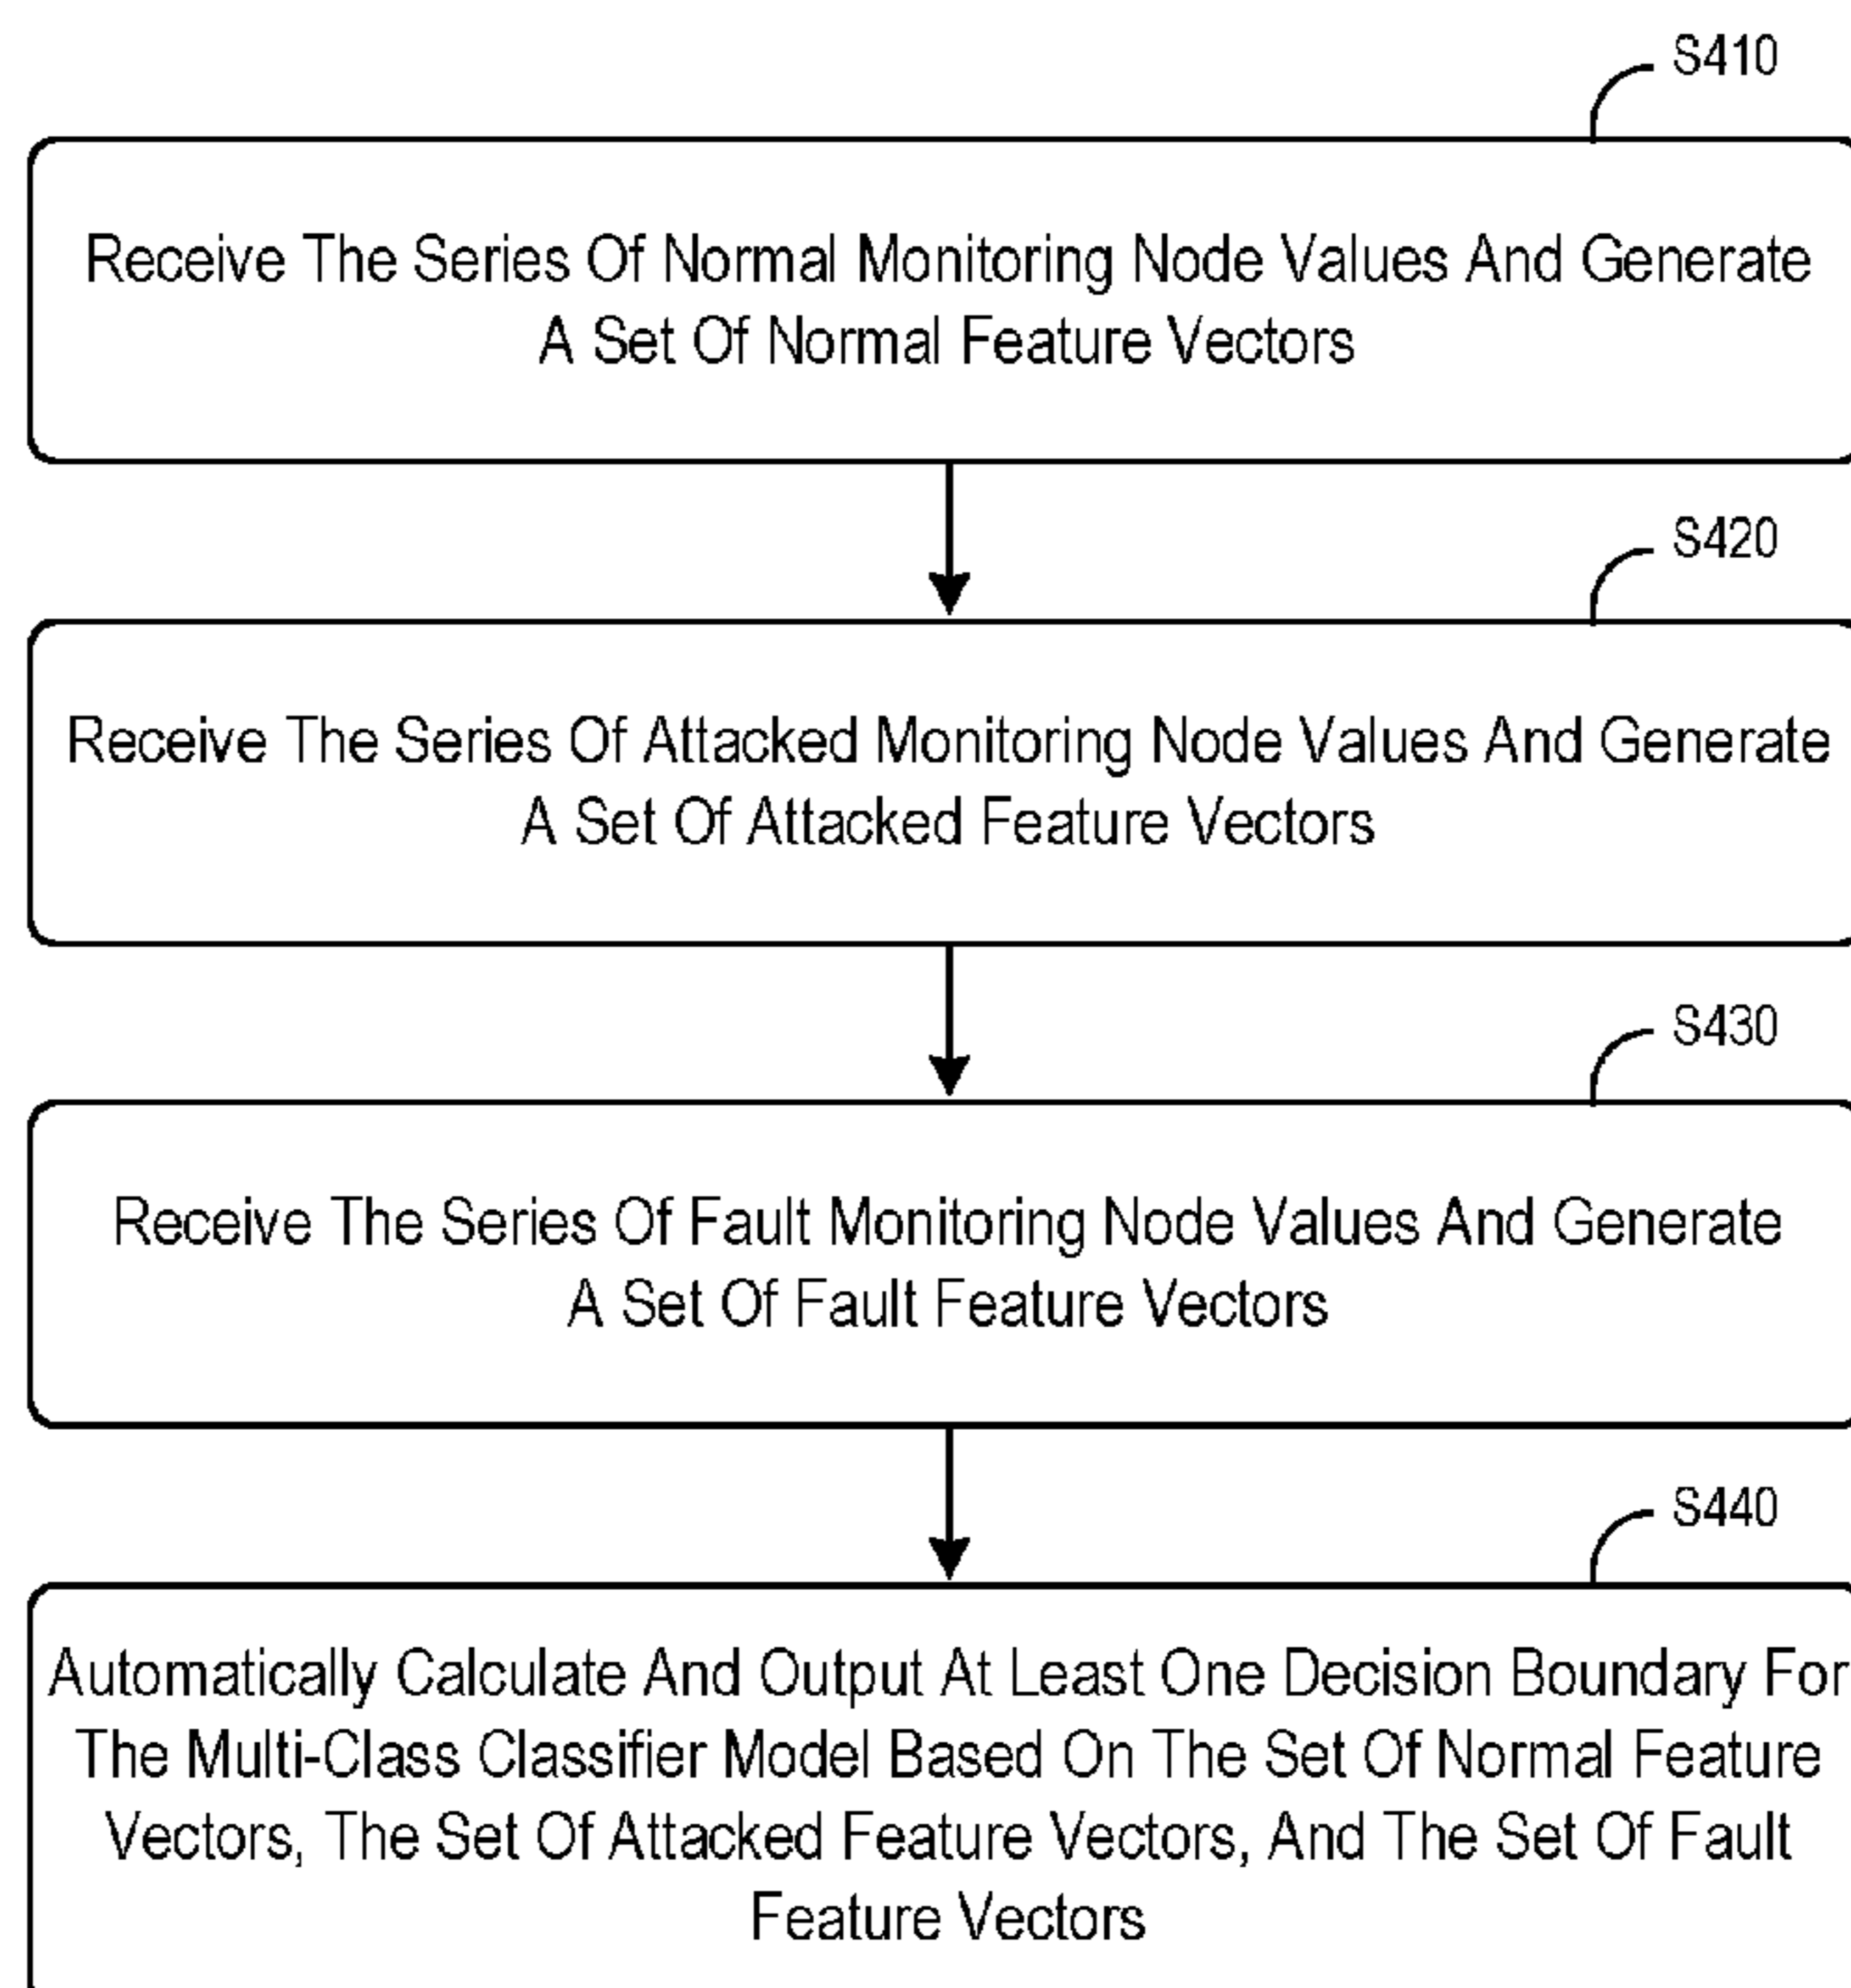 S410
Receive The Series Of Normal Monitoring Node Values And Generate
A Set Of Normal Feature Vectors
S420
Receive The Series Of Attacked Monitoring Node Values And Generate
A Set Of Attacked Feature Vectors
S430
Receive The Series Of Fault Monitoring Node Values And Generate
A Set Of Fault Feature Vectors
S440
Automatically Calculate And Output At Least One Decision Boundary For
The Multi-Class Classifier Model Based On The Set Of Normal Feature
Vectors, The Set Of Attacked Feature Vectors, And The Set Of Fault
Feature Vectors